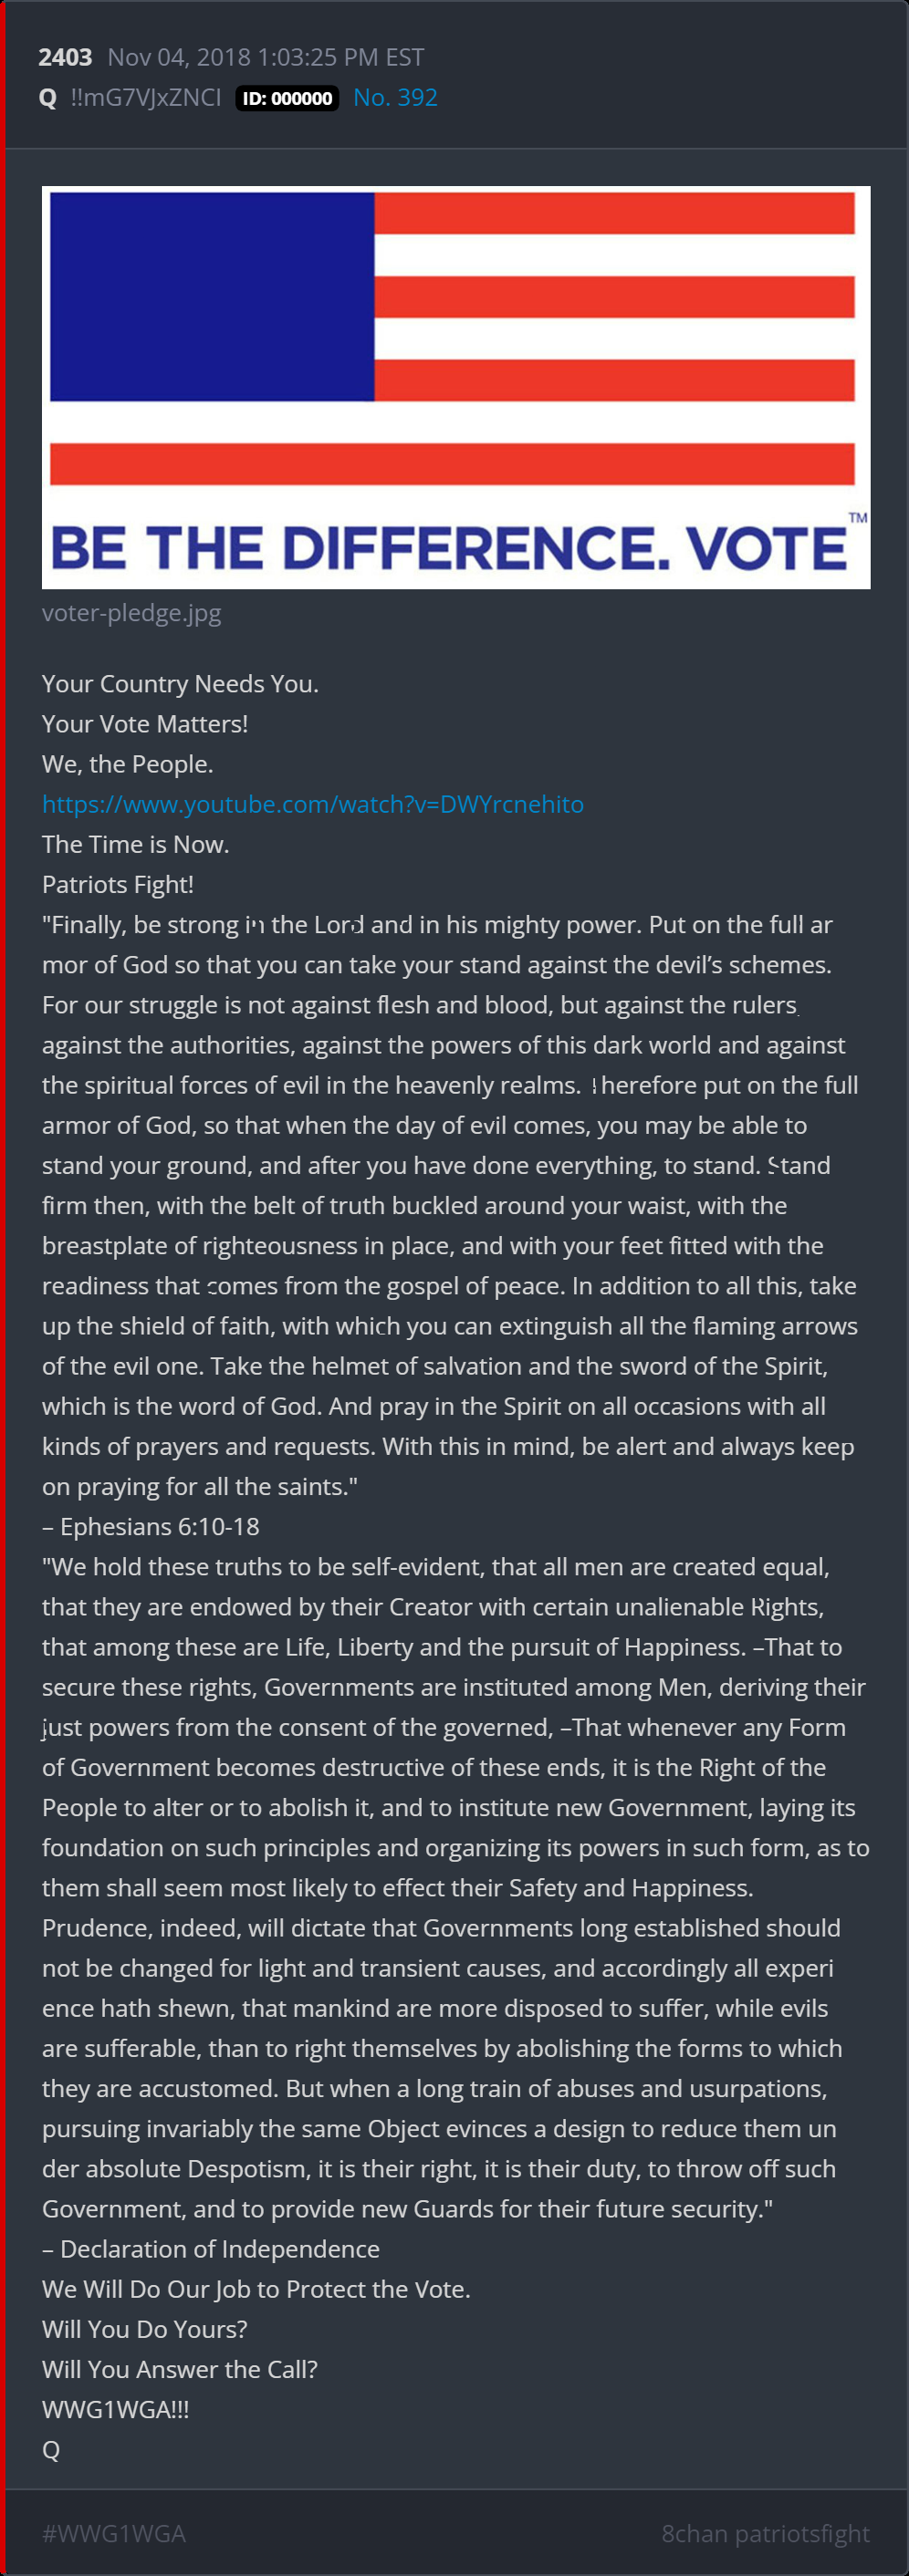 2403 Nov 04, 2018 1:03:25 PM EST
Q !!mG7VJxZNCI ID: 000000 No. 392
BE THE DIFFERENCE. VOTE™
voter-pledge.jpg
Your Country Needs You.
Your Vote Matters!
We, the People.
https://www.youtube.com/watch?v=DWYrcnehito
The Time is Now.
Patriots Fight!
"Finally, be strong in the Lord and in his mighty power. Put on the full ar
mor of God so that you can take your stand against the devil’s schemes.
For our struggle is not against flesh and blood, but against the rulers,
against the authorities, against the powers of this dark world and against
the spiritual forces of evil in the heavenly realms. Therefore put on the full
armor of God, so that when the day of evil comes, you may be able to
stand your ground, and after you have done everything, to stand. Stand
firm then, with the belt of truth buckled around your waist, with the
breastplate of righteousness in place, and with your feet fitted with the
readiness that comes from the gospel of peace. In addition to all this, take
up the shield of faith, with which you can extinguish all the flaming arrows
of the evil one. Take the helmet of salvation and the sword of the Spirit,
which is the word of God. And pray in the Spirit on all occasions with all
kinds of prayers and requests. With this in mind, be alert and always keep
on praying for all the saints."
– Ephesians 6:10-18
"We hold these truths to be self-evident, that all men are created equal,
that they are endowed by their Creator with certain unalienable Rights,
that among these are Life, Liberty and the pursuit of Happiness. –That to
secure these rights, Governments are instituted among Men, deriving their
just powers from the consent of the governed, –That whenever any Form
of Government becomes destructive of these ends, it is the Right of the
People to alter or to abolish it, and to institute new Government, laying its
foundation on such principles and organizing its powers in such form, as to
them shall seem most likely to effect their Safety and Happiness.
Prudence, indeed, will dictate that Governments long established should
not be changed for light and transient causes, and accordingly all experi
ence hath shewn, that mankind are more disposed to suffer, while evils
are sufferable, than to right themselves by abolishing the forms to which
they are accustomed. But when a long train of abuses and usurpations,
pursuing invariably the same Object evinces a design to reduce them un
der absolute Despotism, it is their right, it is their duty, to throw off such
Government, and to provide new Guards for their future security."
– Declaration of Independence
We Will Do Our Job to Protect the Vote.
Will You Do Yours?
Will You Answer the Call?
WWG1WGA!!!
Q
#WWG1WGA 8chan patriotsfight